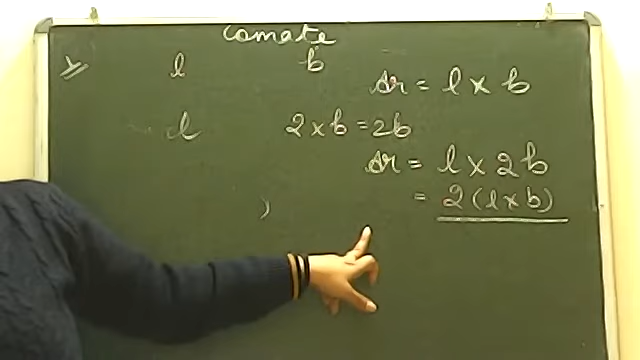 comate
l b ar = l × b
l 2 × b = 2b
ar = l × 2b
= 2(l × b)